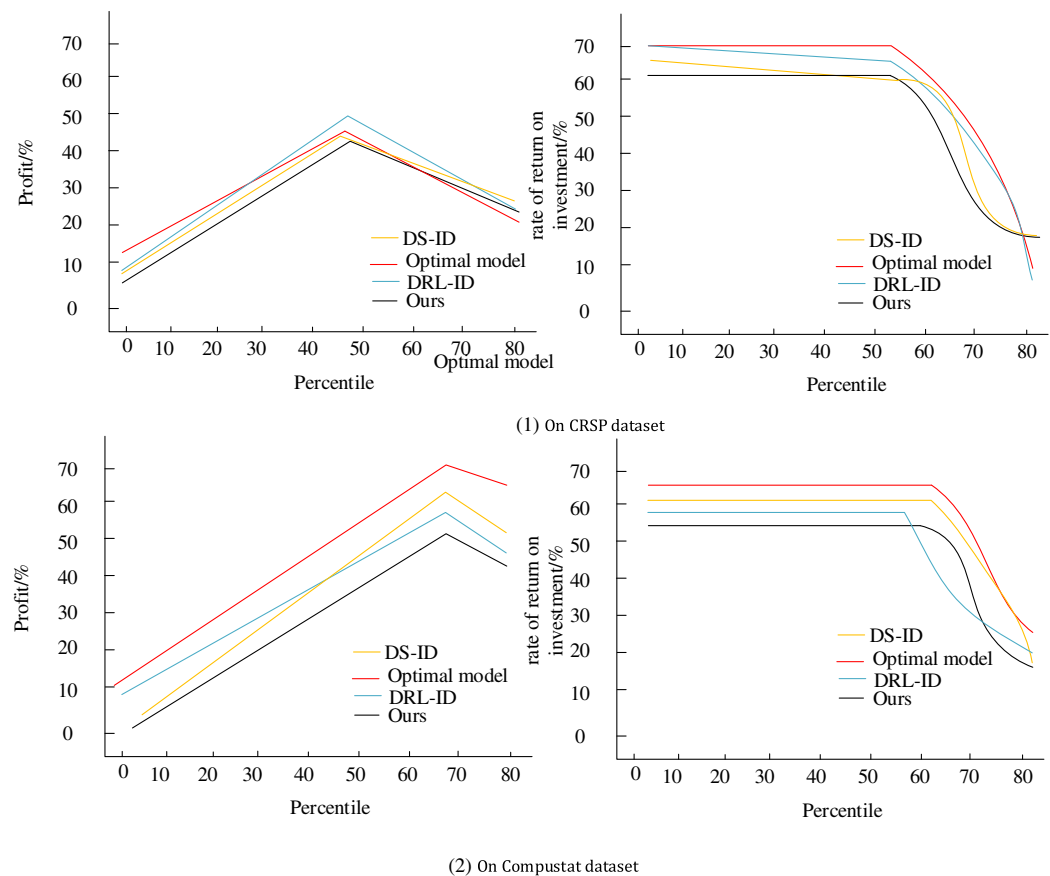 70
60
50
40
30
20
10
0
Profit/%
DS-ID
Optimal model
DRL-ID
Ours
0 10 20 30 40 50 60 70 80
Optimal model
Percentile
70
60
50
40
30
20
10
0
rate of return on
investment/%
DS-ID
Optimal model
DRL-ID
Ours
0 10 20 30 40 50 60 70 80
Percentile
(1) On CRSP dataset
70
60
50
40
30
20
10
0
Profit/%
DS-ID
Optimal model
DRL-ID
Ours
0 10 20 30 40 50 60 70 80
Percentile
70
60
50
40
30
20
10
0
rate of return on
investment/%
DS-ID
Optimal model
DRL-ID
Ours
0 10 20 30 40 50 60 70 80
Percentile
(2) On Compustat dataset